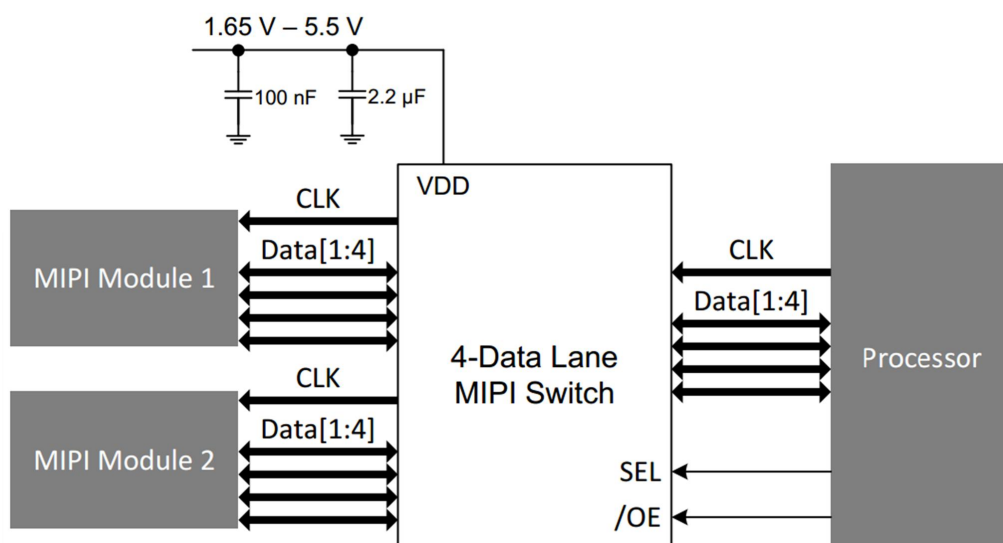 1.65 V – 5.5 V
100 nF
2.2 µF
VDD
CLK
Data[1:4]
MIPI Module 1
CLK
Data[1:4]
MIPI Module 2
4-Data Lane
MIPI Switch
CLK
Data[1:4]
SEL
/OE
Processor